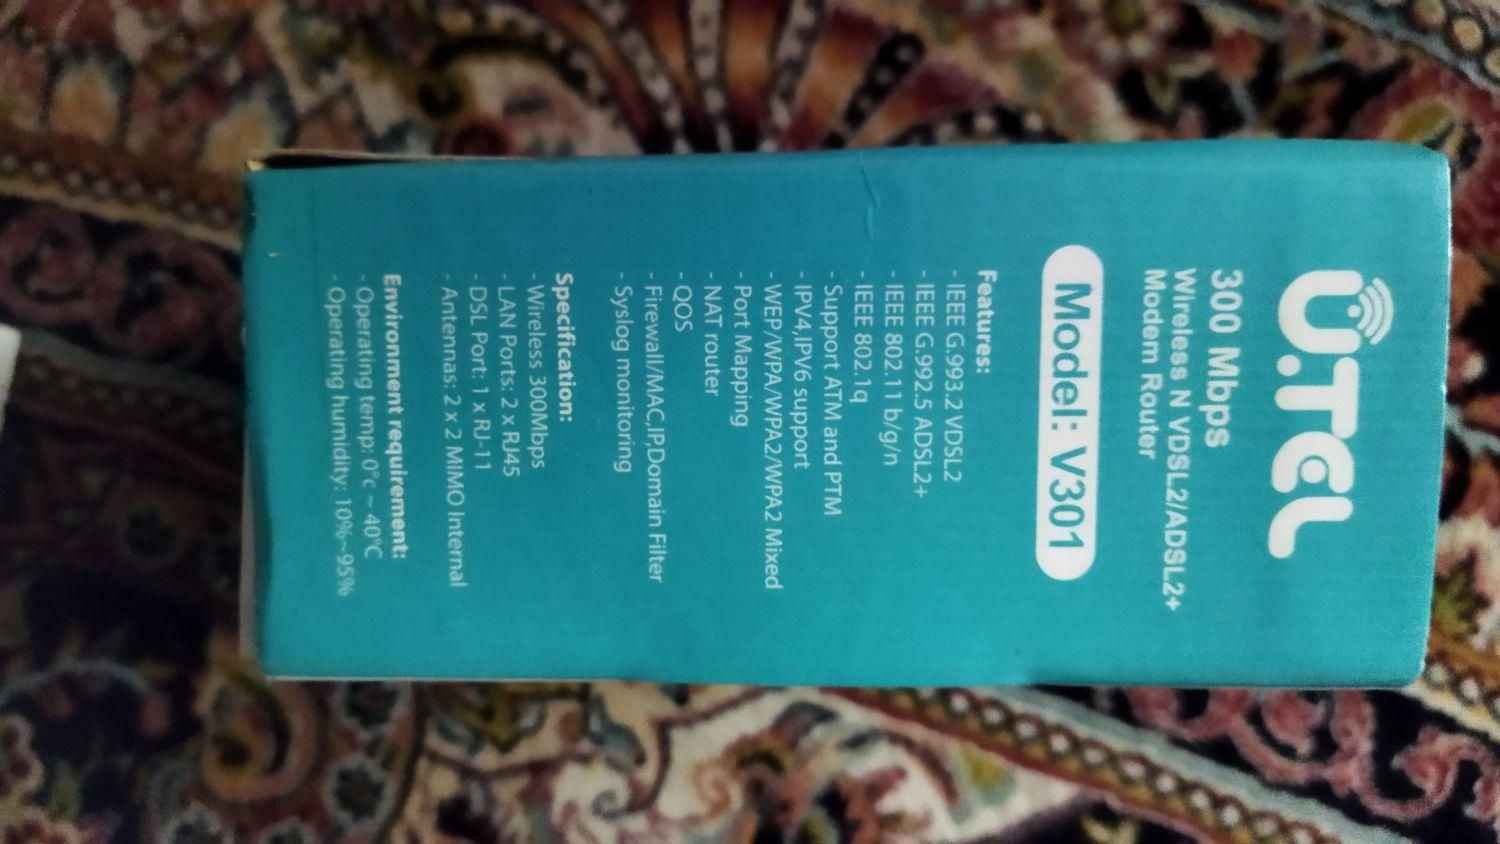 U.TEL
300 Mbps
Wireless N VDSL2/ADSL2+
Modem Router
Model: V301
Features:
- IEEE G.993.2 VDSL2
- IEEE G.992.5 ADSL2+
- IEEE 802.11 b/g/n
- IEEE 802.1q
- Support ATM and PTM
- IPV4,IPV6 support
- WEP/WPA/WPA2/WPA2 Mixed
- Port Mapping
- NAT router
- QOS
- Firewall/MAC,IP,Domain Filter
- Syslog monitoring
Specification:
- Wireless 300Mbps
- LAN Ports: 2 x RJ45
- DSL Port: 1 x RJ-11
- Antennas: 2 x 2 MIMO Internal
Environment requirement:
- Operating temp: 0°c ~ 40°C
- Operating humidity: 10%~95%